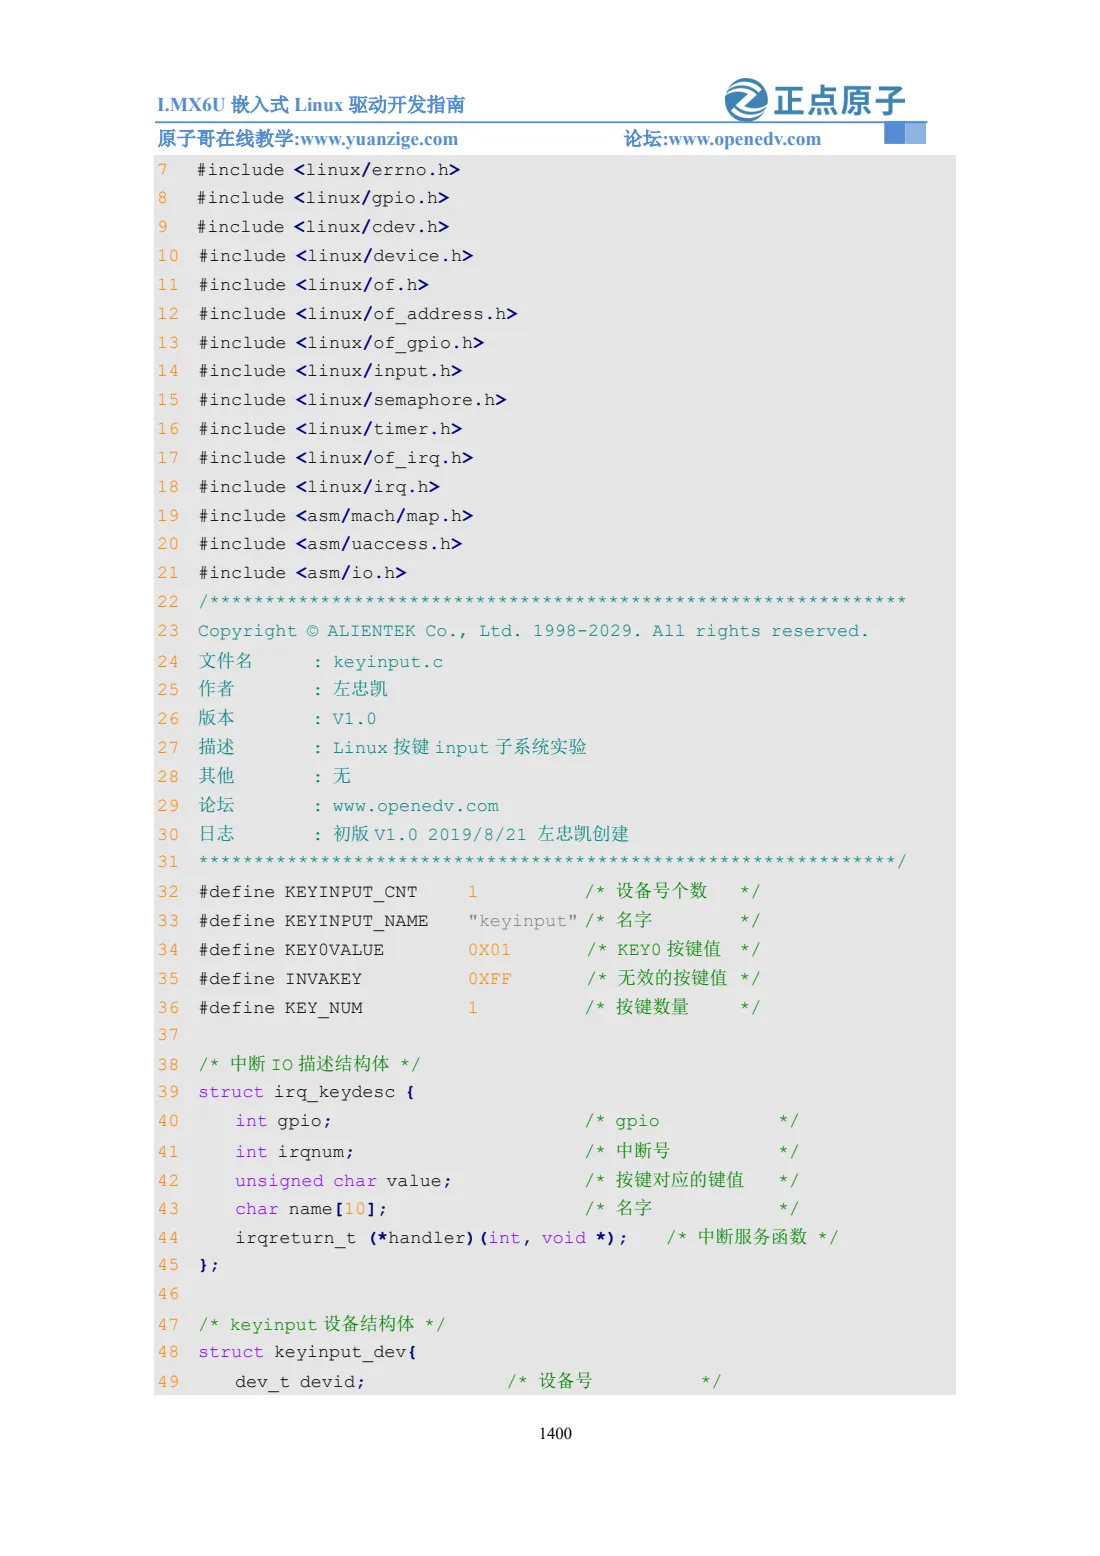 I.MX6U 嵌入式 Linux 驱动开发指南
正点原子
原子哥在线教学:www.yuanzige.com 论坛:www.openedv.com
7 #include <linux/errno.h>
8 #include <linux/gpio.h>
9 #include <linux/cdev.h>
10 #include <linux/device.h>
11 #include <linux/of.h>
12 #include <linux/of_address.h>
13 #include <linux/of_gpio.h>
14 #include <linux/input.h>
15 #include <linux/semaphore.h>
16 #include <linux/timer.h>
17 #include <linux/of_irq.h>
18 #include <linux/irq.h>
19 #include <asm/mach/map.h>
20 #include <asm/uaccess.h>
21 #include <asm/io.h>
22 /***************************************************************
23 Copyright © ALIENTEK Co., Ltd. 1998-2029. All rights reserved.
24 文件名 : keyinput.c
25 作者 : 左忠凯
26 版本 : V1.0
27 描述 : Linux 按键 input 子系统实验
28 其他 : 无
29 论坛 : www.openedv.com
30 日志 : 初版 V1.0 2019/8/21 左忠凯创建
31 ***************************************************************/
32 #define KEYINPUT_CNT 1 /* 设备号个数 */
33 #define KEYINPUT_NAME "keyinput" /* 名字 */
34 #define KEY0VALUE 0X01 /* KEY0 按键值 */
35 #define INVAKEY 0XFF /* 无效的按键值 */
36 #define KEY_NUM 1 /* 按键数量 */
37
38 /* 中断 IO 描述结构体 */
39 struct irq_keydesc {
40 int gpio; /* gpio */
41 int irqnum; /* 中断号 */
42 unsigned char value; /* 按键对应的键值 */
43 char name[10]; /* 名字 */
44 irqreturn_t (*handler)(int, void *); /* 中断服务函数 */
45 };
46
47 /* keyinput 设备结构体 */
48 struct keyinput_dev{
49 dev_t devid; /* 设备号 */
1400